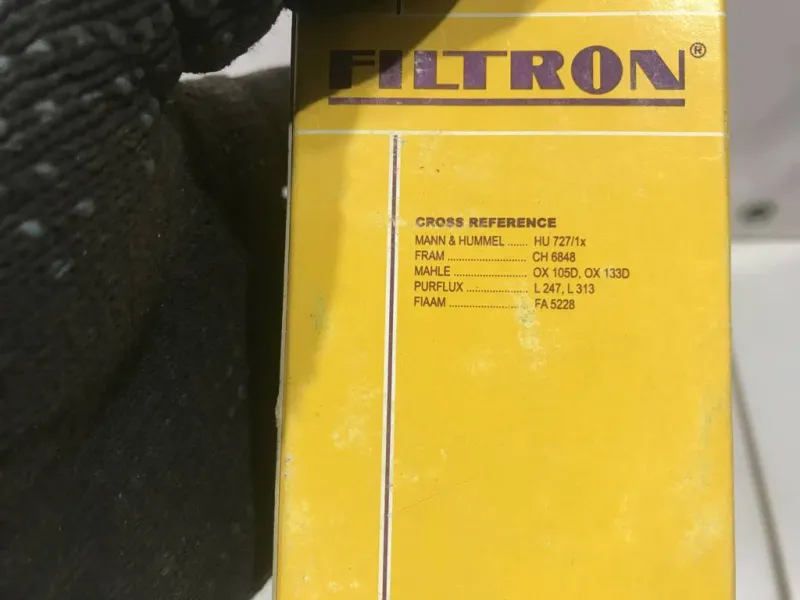 FILTRON®
CROSS REFERENCE
MANN & HUMMEL ...... HU 727/1x
FRAM .......................... CH 6848
MAHLE ........................ OX 105D, OX 133D
PURFLUX .................... L 247, L 313
FIAAM .......................... FA 5228